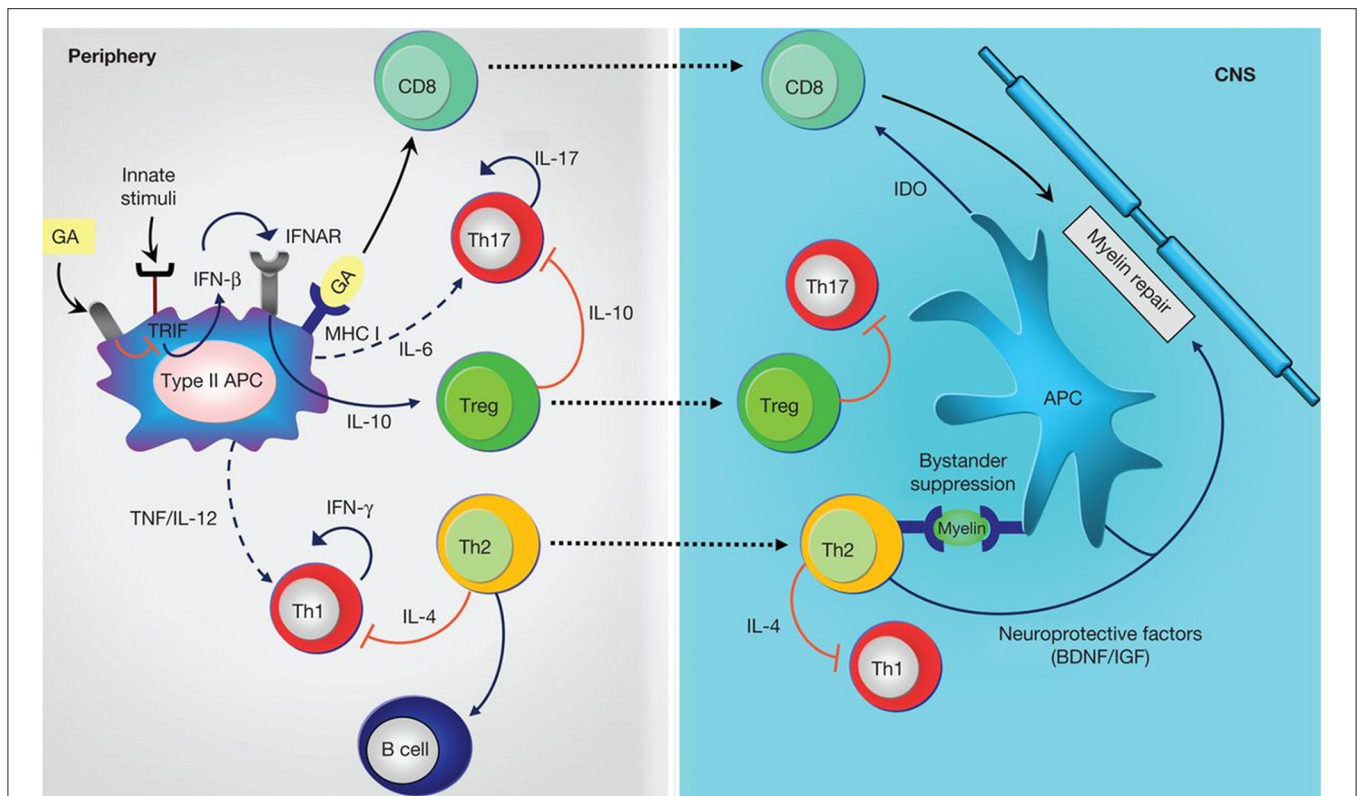 Periphery
CNS
CD8
CD8
IL-17
Innate
stimuli
IDO
GA
IFNAR
Th17
IFN-β
GA
Myelin repair
Th17
IL-10
TRIF
MHC I
IL-6
Type II APC
Treg
Treg
APC
IL-10
Bystander
suppression
TNF/IL-12
IFN-γ
Th2
Th2
Myelin
Th1
IL-4
IL-4
Neuroprotective factors
(BDNF/IGF)
Th1
B cell